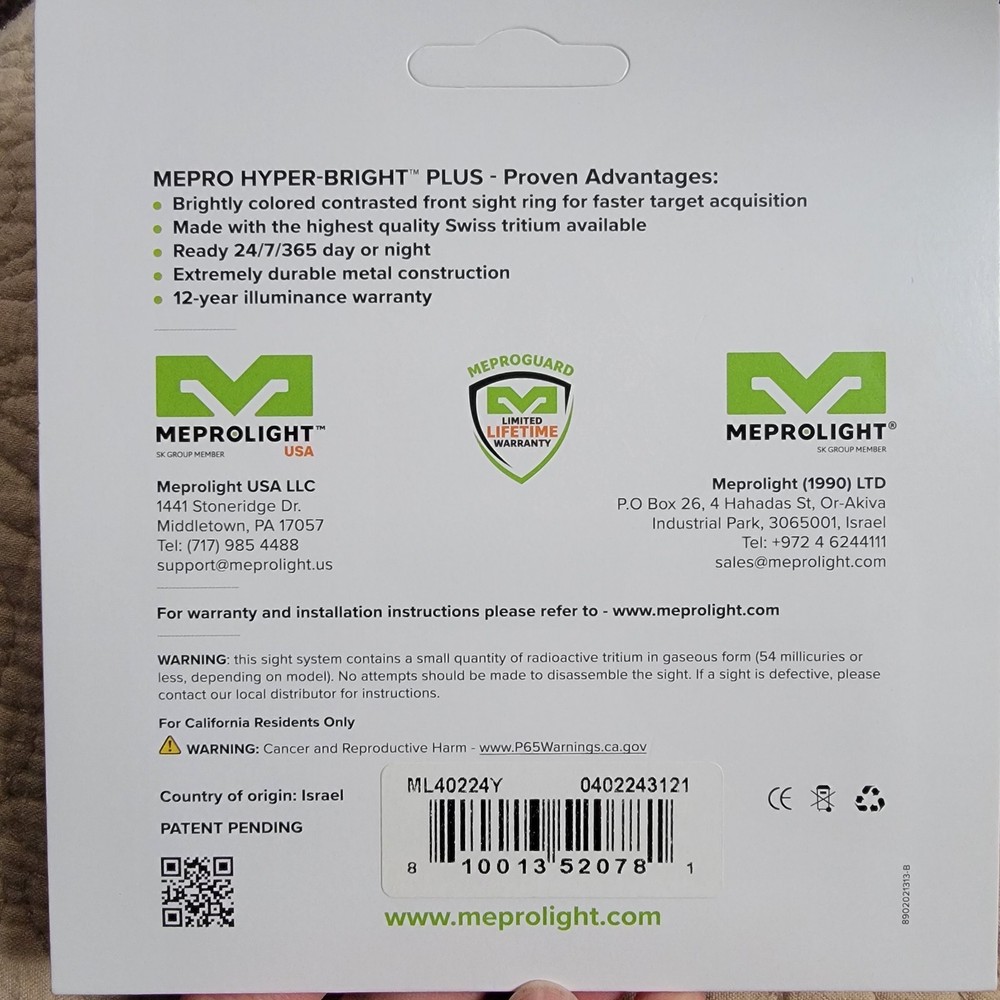 MEPRO HYPER-BRIGHT™ PLUS - Proven Advantages:
• Brightly colored contrasted front sight ring for faster target acquisition
• Made with the highest quality Swiss tritium available
• Ready 24/7/365 day or night
• Extremely durable metal construction
• 12-year illuminance warranty
MEPROLIGHT™
USA
SK GROUP MEMBER
MEPROGUARD
LIMITED
LIFETIME
WARRANTY
MEPROLIGHT®
SK GROUP MEMBER
Meprolight USA LLC
1441 Stoneridge Dr.
Middletown, PA 17057
Tel: (717) 985 4488
support@meprolight.us
Meprolight (1990) LTD
P.O Box 26, 4 Hahadas St, Or-Akiva
Industrial Park, 3065001, Israel
Tel: +972 4 6244111
sales@meprolight.com
For warranty and installation instructions please refer to - www.meprolight.com
WARNING: this sight system contains a small quantity of radioactive tritium in gaseous form (54 millicuries or
less, depending on model). No attempts should be made to disassemble the sight. If a sight is defective, please
contact our local distributor for instructions.
For California Residents Only
WARNING: Cancer and Reproductive Harm - www.P65Warnings.ca.gov
Country of origin: Israel
PATENT PENDING
ML40224Y 0402243121
8 10013 52078 1
CE
www.meprolight.com
8902021313-B